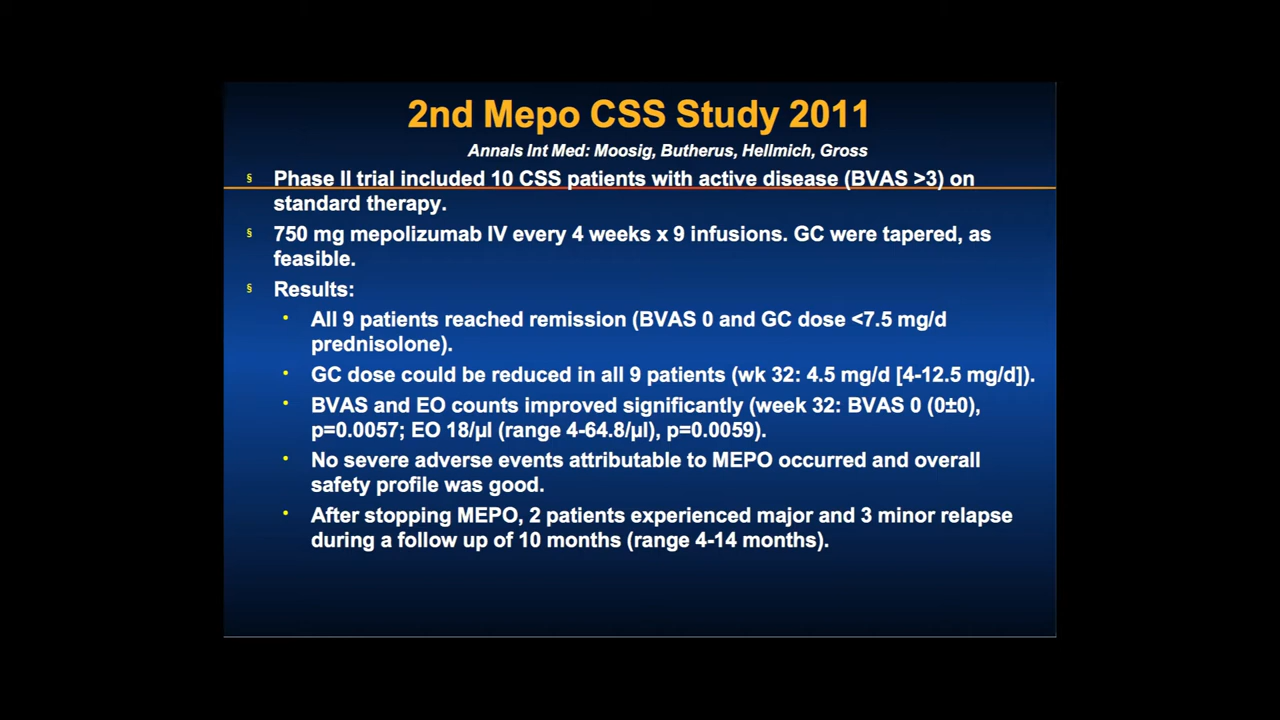 2nd Mepo CSS Study 2011
Annals Int Med: Moosig, Butherus, Hellmich, Gross
§ Phase II trial included 10 CSS patients with active disease (BVAS >3) on
standard therapy.
§ 750 mg mepolizumab IV every 4 weeks x 9 infusions. GC were tapered, as
feasible.
§ Results:
• All 9 patients reached remission (BVAS 0 and GC dose <7.5 mg/d
prednisolone).
• GC dose could be reduced in all 9 patients (wk 32: 4.5 mg/d [4-12.5 mg/d]).
• BVAS and EO counts improved significantly (week 32: BVAS 0 (0±0),
p=0.0057; EO 18/µl (range 4-64.8/µl), p=0.0059).
• No severe adverse events attributable to MEPO occurred and overall
safety profile was good.
• After stopping MEPO, 2 patients experienced major and 3 minor relapse
during a follow up of 10 months (range 4-14 months).